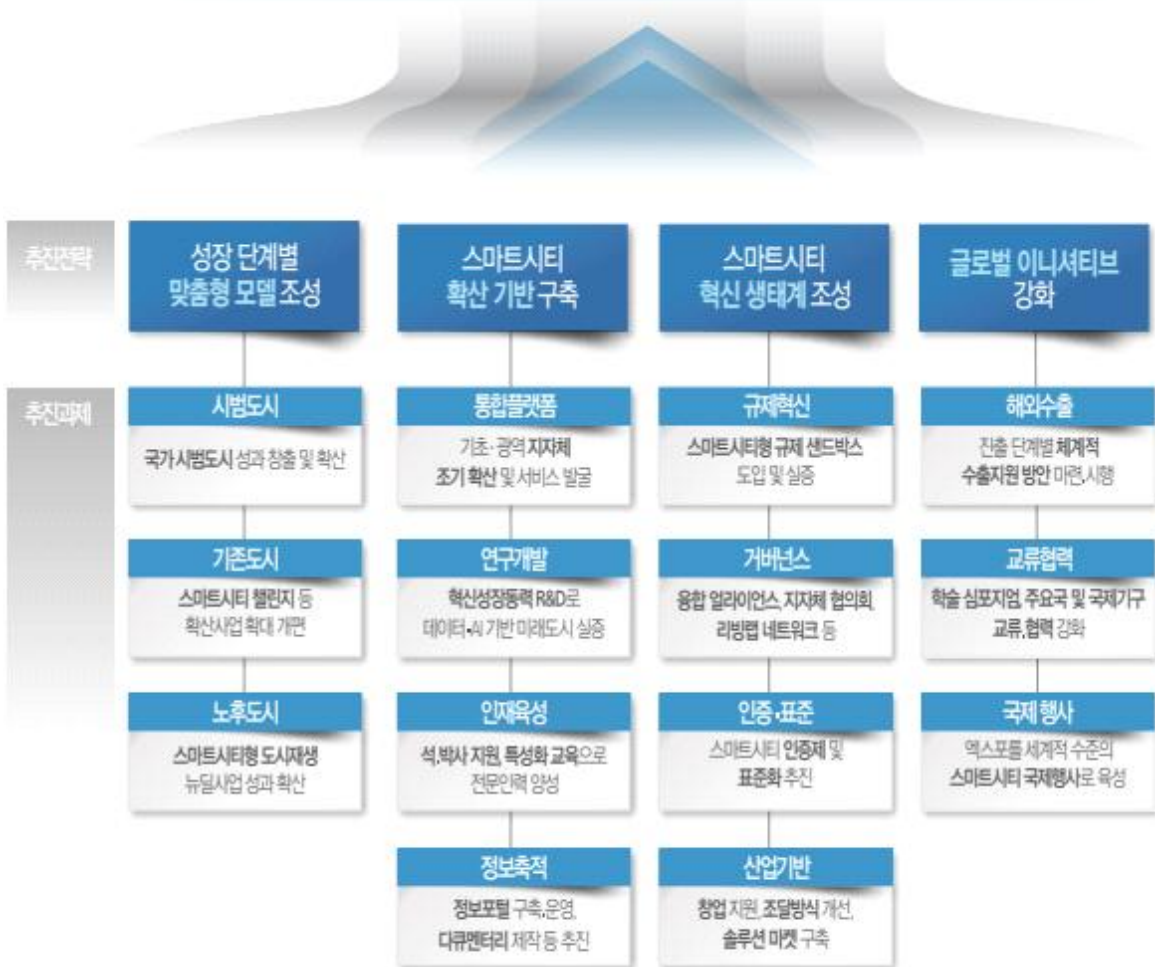 추진전략
성장 단계별
맞춤형 모델 조성
스마트시티
확산 기반 구축
스마트시티
혁신 생태계 조성
글로벌 이니셔티브
강화
추진과제
시범도시
국가 시범도시 성과 창출 및 확산
기존도시
스마트시티 챌린지 등
확산사업 확대 개편
노후도시
스마트시티형 도시재생
뉴딜사업 성과 확산
통합플랫폼
기초·광역 지자체
조기 확산 및 서비스 발굴
연구개발
혁신성장동력 R&D로
데이터·AI 기반 미래도시 실증
인재육성
석,박사 지원, 특성화 교육으로
전문인력 양성
정보축적
정보포털 구축,운영,
다큐멘터리 제작 등 추진
규제혁신
스마트시티형 규제 샌드박스
도입 및 실증
거버넌스
융합 얼라이언스, 지자체 협의회,
리빙랩 네트워크 등
인증·표준
스마트시티 인증제 및
표준화 추진
산업기반
창업 지원, 조달방식 개선,
솔루션 마켓 구축
해외수출
진출 단계별 체계적
수출지원 방안 마련,시행
교류협력
학술 심포지엄, 주요국 및 국제기구
교류,협력 강화
국제 행사
엑스포를 세계적 수준의
스마트시티 국제행사로 육성